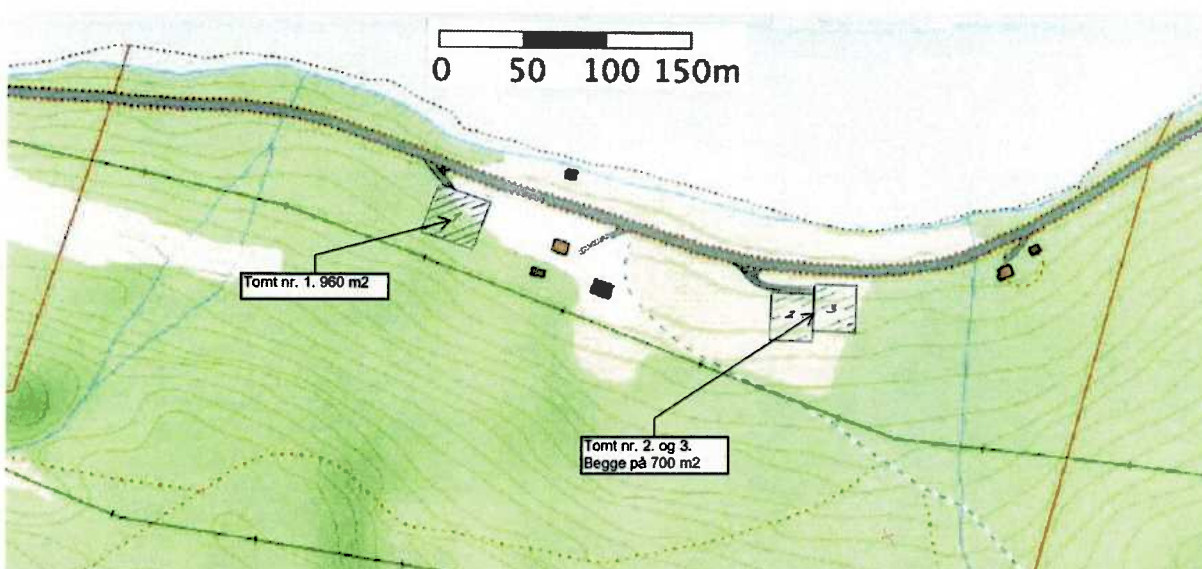 0 50 100 150m
1
Tomt nr. 1. 960 m2
2 3
Tomt nr. 2. og 3.
Begge på 700 m2